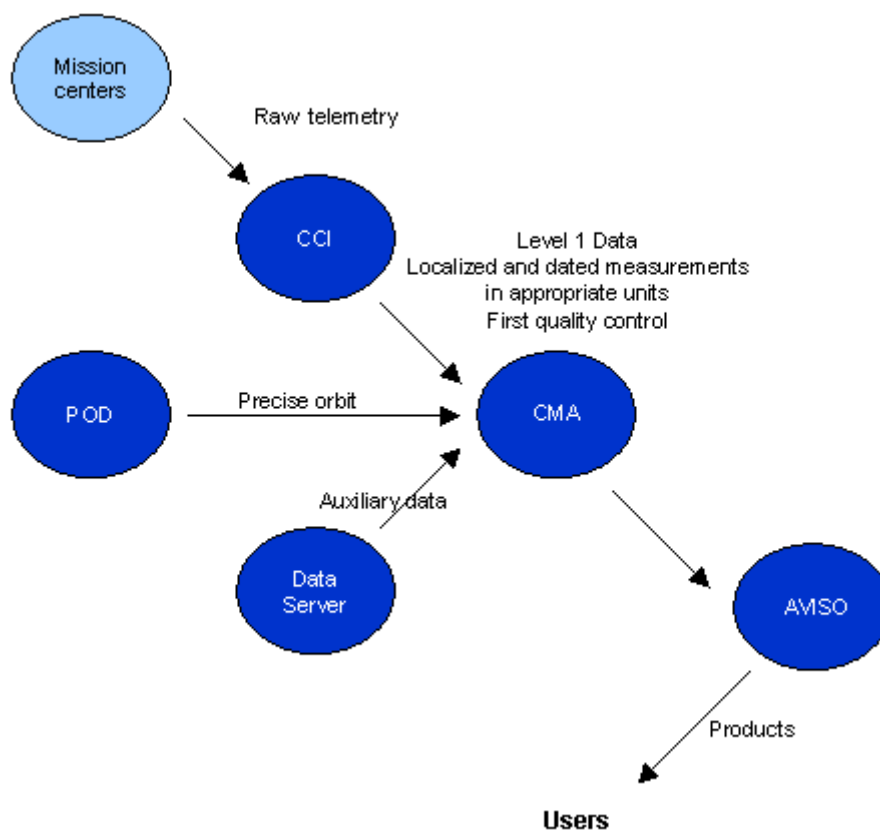 Mission
centers
Raw telemetry
CCI
Level 1 Data
Localized and dated measurements
in appropriate units
First quality control
POD
Precise orbit
CMA
Auxiliary data
Data
Server
AVISO
Products
Users